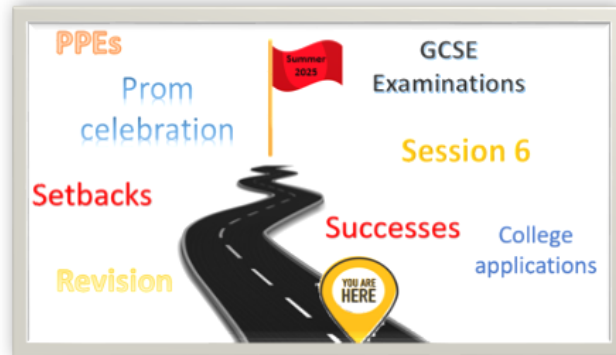 PPEs
Summer
2025
GCSE
Examinations
Prom
celebration
Session 6
Setbacks
Successes
College
applications
Revision
YOU ARE
HERE